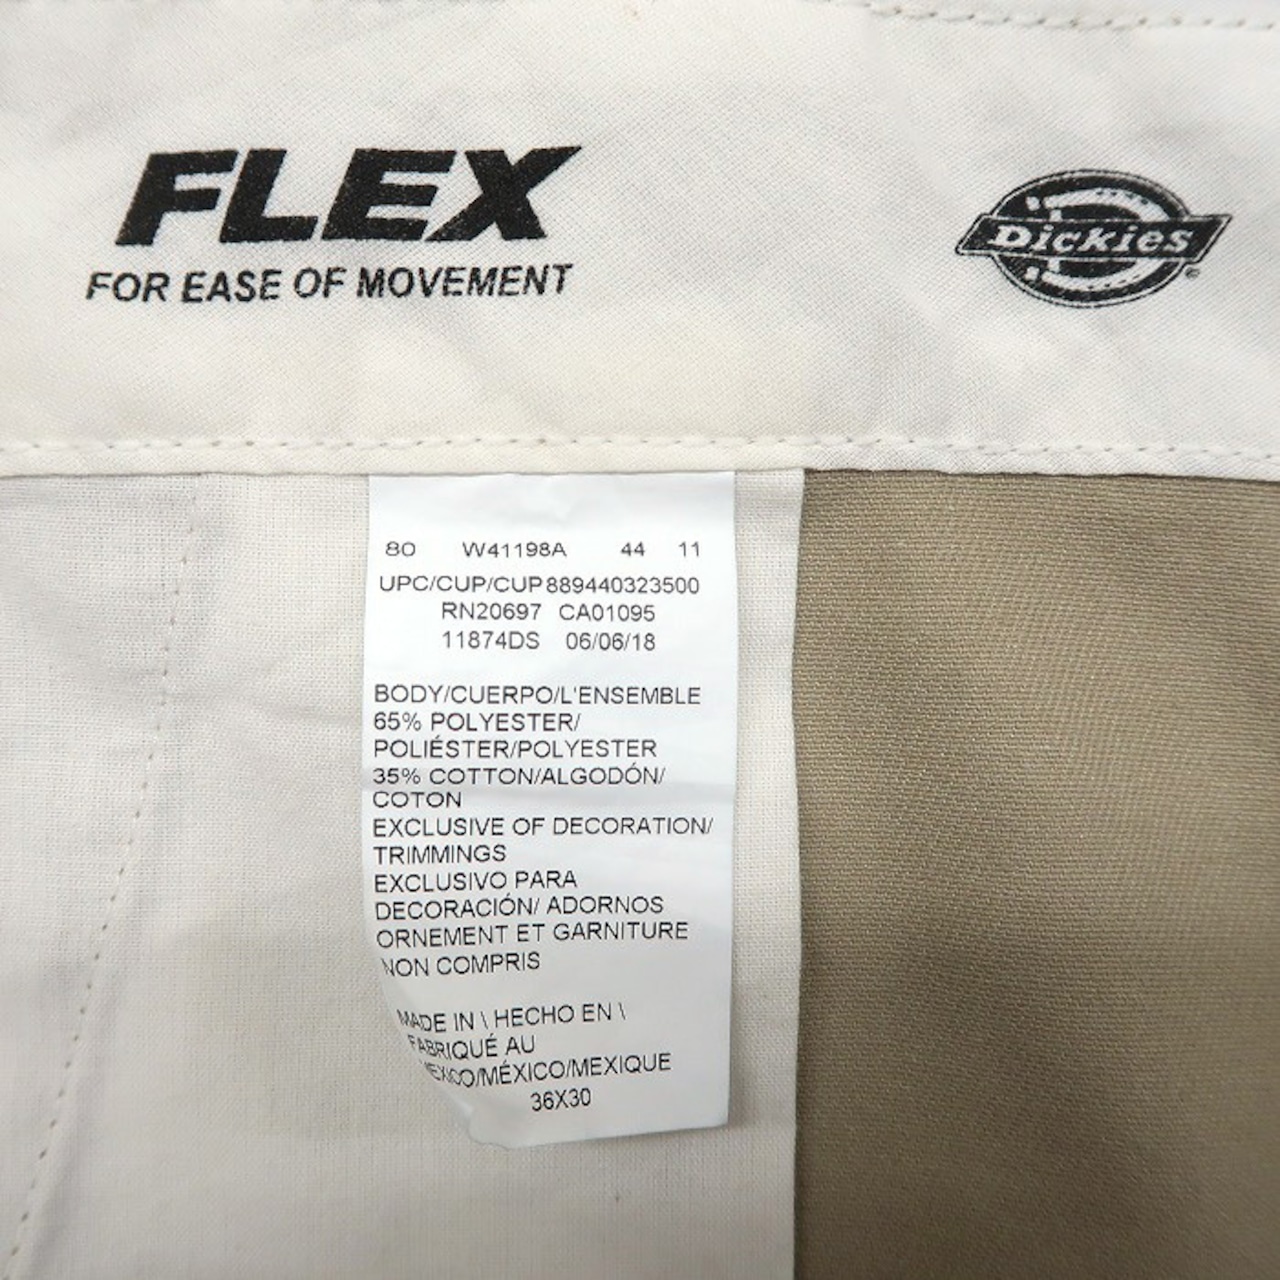 FLEX
FOR EASE OF MOVEMENT
Dickies®
80 W41198A 44 11
UPC/CUP/CUP889440323500
RN20697 CA01095
11874DS 06/06/18
BODY/CUERPO/L'ENSEMBLE
65% POLYESTER/
POLIÉSTER/POLYESTER
35% COTTON/ALGODÓN/
COTON
EXCLUSIVE OF DECORATION/
TRIMMINGS
EXCLUSIVO PARA
DECORACIÓN/ ADORNOS
ORNEMENT ET GARNITURE
NON COMPRIS
MADE IN \ HECHO EN \
FABRIQUÉ AU
MEXICO/MÉXICO/MEXIQUE
36X30